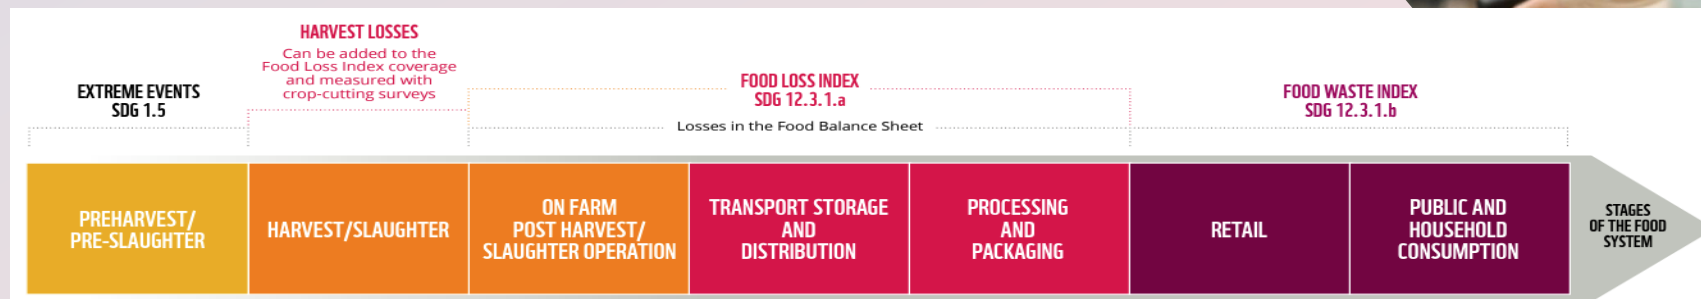 HARVEST LOSSES
Can be added to the
Food Loss Index coverage
and measured with
crop-cutting surveys
EXTREME EVENTS
SDG 1.5
FOOD LOSS INDEX
SDG 12.3.1.a
Losses in the Food Balance Sheet
FOOD WASTE INDEX
SDG 12.3.1.b
PREHARVEST/
PRE-SLAUGHTER
HARVEST/SLAUGHTER
ON FARM
POST HARVEST/
SLAUGHTER OPERATION
TRANSPORT STORAGE
AND
DISTRIBUTION
PROCESSING
AND
PACKAGING
RETAIL
PUBLIC AND
HOUSEHOLD
CONSUMPTION
STAGES
OF THE FOOD
SYSTEM